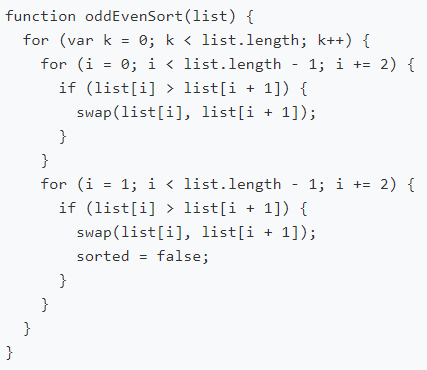 function oddEvenSort(list) {
  for (var k = 0; k < list.length; k++) {
    for (i = 0; i < list.length - 1; i += 2) {
      if (list[i] > list[i + 1]) {
        swap(list[i], list[i + 1]);
      }
    }
    for (i = 1; i < list.length - 1; i += 2) {
      if (list[i] > list[i + 1]) {
        swap(list[i], list[i + 1]);
        sorted = false;
      }
    }
  }
}